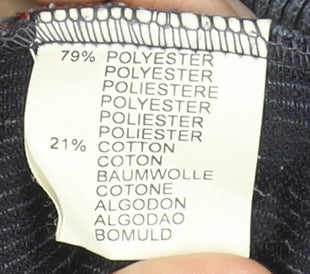 79% POLYESTER
POLYESTER
POLIESTERE
POLYESTER
POLIESTER
POLIESTER
21% COTTON
COTON
BAUMWOLLE
COTONE
ALGODON
ALGODAO
BOMULD